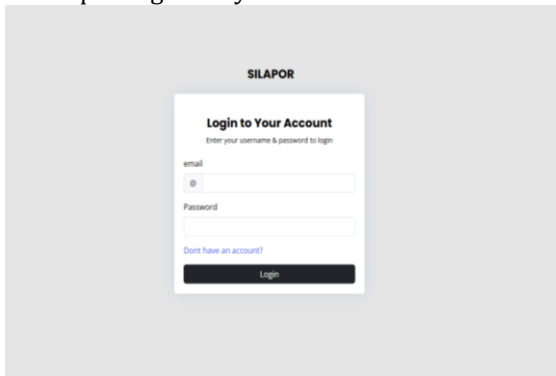 SILAPOR
Login to Your Account
Enter your username & password to login
email
@
Password
Dont have an account?
Login